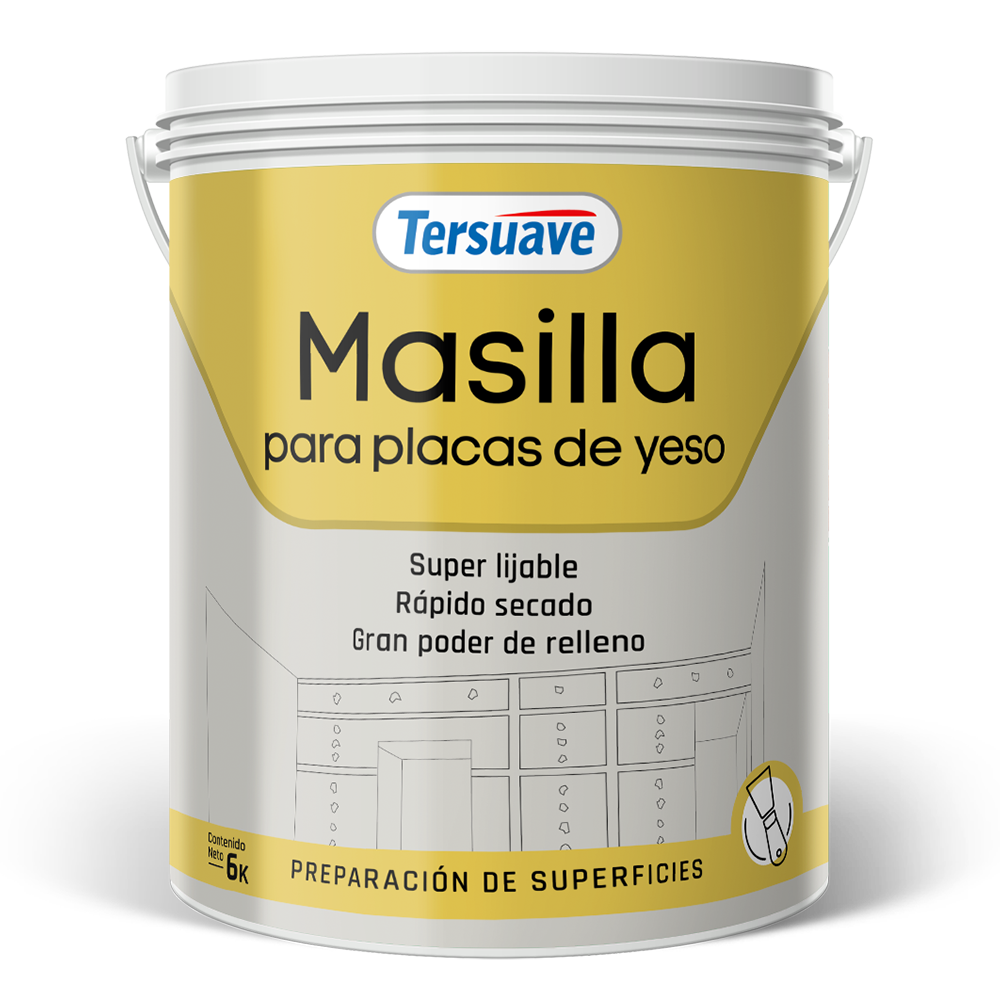 Tersuave
Masilla
para placas de yeso
Super lijable
Rápido secado
Gran poder de relleno
Contenido
Neto 6K
PREPARACIÓN DE SUPERFICIES